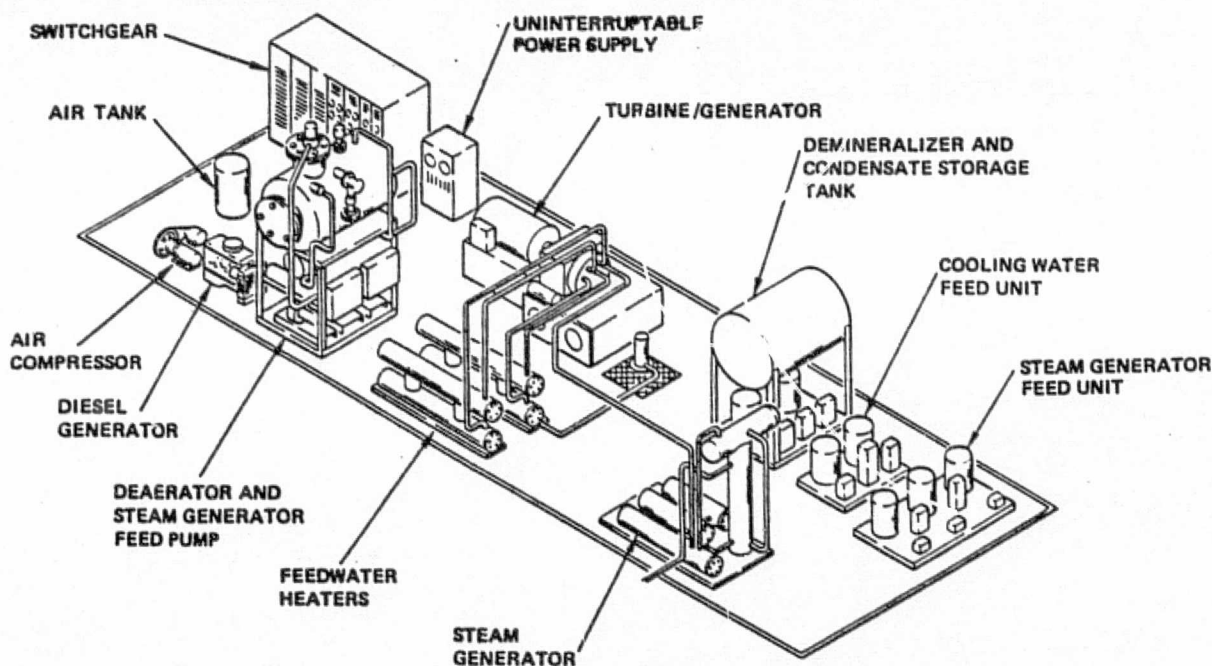 SWITCHGEAR
UNINTERRUPTABLE
POWER SUPPLY
AIR TANK
TURBINE/GENERATOR
DEMINERALIZER AND
CONDENSATE STORAGE
TANK
COOLING WATER
FEED UNIT
STEAM GENERATOR
FEED UNIT
AIR
COMPRESSOR
DIESEL
GENERATOR
DEAERATOR AND
STEAM GENERATOR
FEED PUMP
FEEDWATER
HEATERS
STEAM
GENERATOR